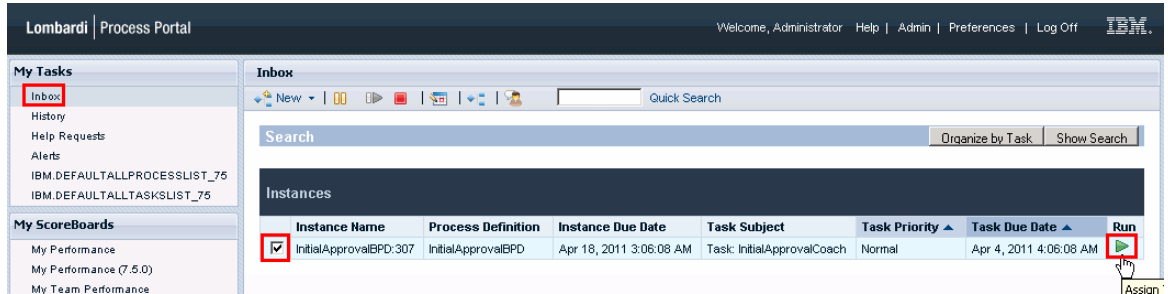 Lombardi | Process Portal
Welcome, Administrator Help | Admin | Preferences | Log Off IBM.
My Tasks
Inbox
History
Help Requests
Alerts
IBM.DEFAULTALLPROCESSLIST_75
IBM.DEFAULTALLTASKSLIST_75
My ScoreBoards
My Performance
My Performance (7.5.0)
My Team Performance
Inbox
New Quick Search
Search Organize by Task Show Search
Instances
Instance Name Process Definition Instance Due Date Task Subject Task Priority Task Due Date Run
InitialApprovalBPD:307 InitialApprovalBPD Apr 18, 2011 3:06:08 AM Task: InitialApprovalCoach Normal Apr 4, 2011 4:06:08 AM
Assign